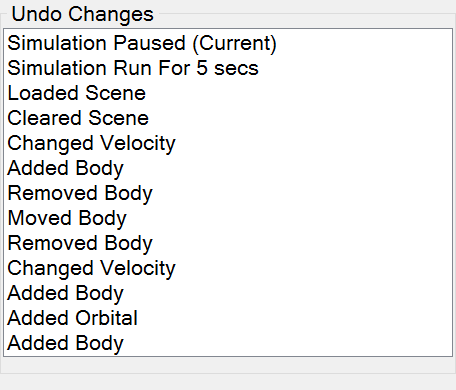 Undo Changes
Simulation Paused (Current)
Simulation Run For 5 secs
Loaded Scene
Cleared Scene
Changed Velocity
Added Body
Removed Body
Moved Body
Removed Body
Changed Velocity
Added Body
Added Orbital
Added Body